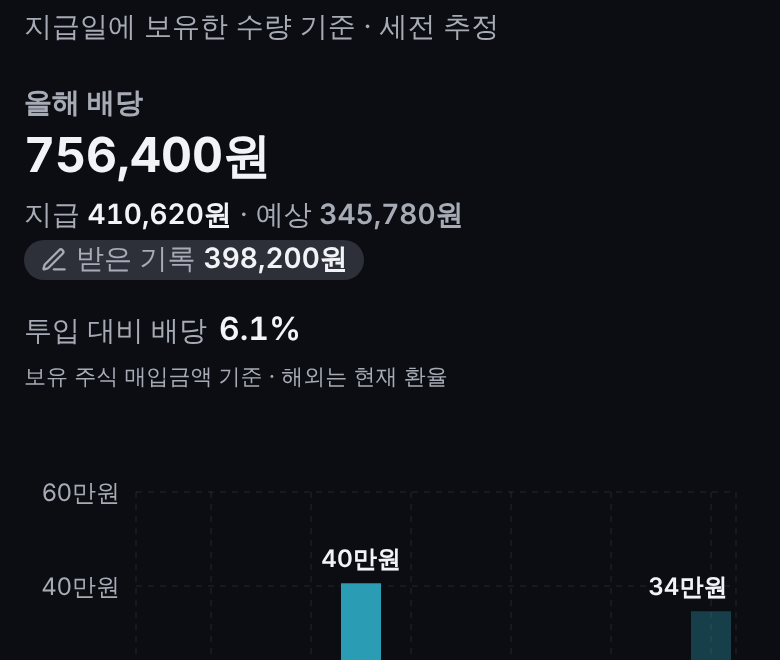 지급일에 보유한 수량 기준 · 세전 추정
올해 배당
756,400원
지급 410,620원 · 예상 345,780원
받은 기록 398,200원
투입 대비 배당 6.1%
보유 주식 매입금액 기준 · 해외는 현재 환율
60만원
40만원
40만원
34만원